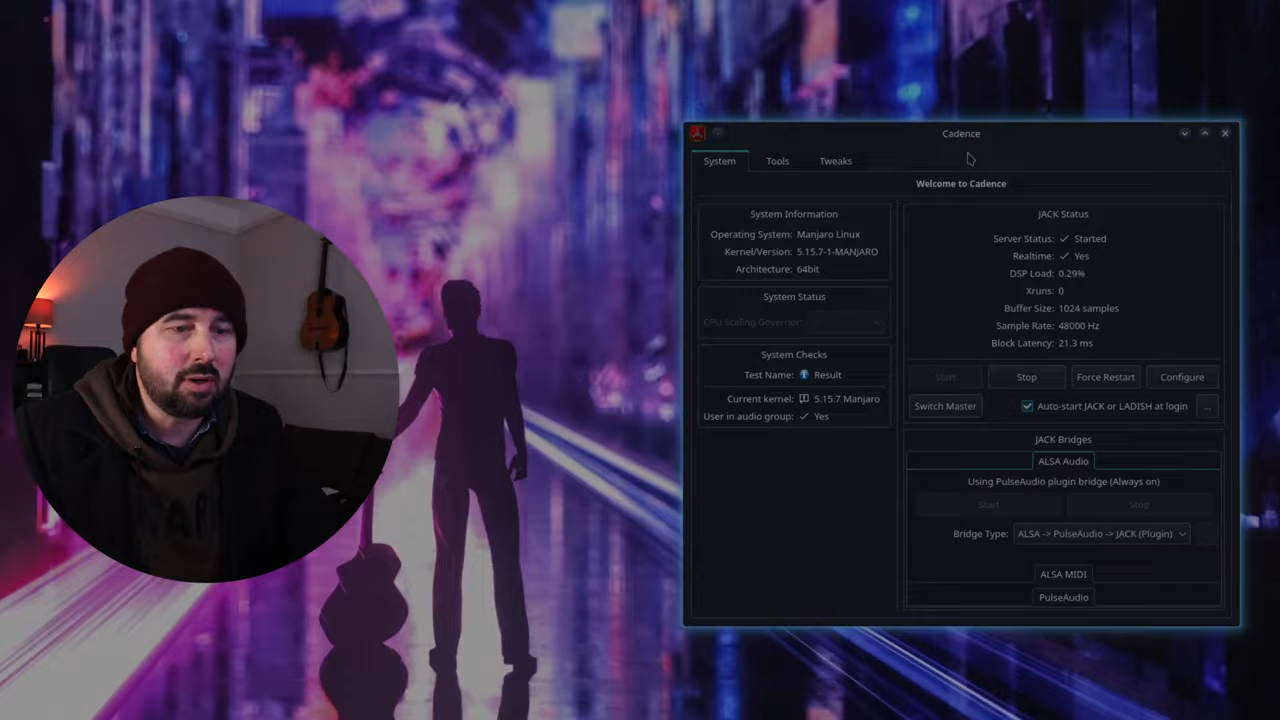 Cadence
System
Tools
Tweaks
Welcome to Cadence
System Information
Operating System: Manjaro Linux
Kernel/Version: 5.15.7-1-MANJARO
Architecture: 64bit
System Status
CPU Scaling Governor:
System Checks
Test Name: Result
Current kernel: 5.15.7 Manjaro
User in audio group: Yes
JACK Status
Server Status: Started
Realtime: Yes
DSP Load: 0.29%
Xruns: 0
Buffer Size: 1024 samples
Sample Rate: 48000 Hz
Block Latency: 21.3 ms
Start Stop Force Restart Configure
Switch Master Auto-start JACK or LADISH at login ...
JACK Bridges
ALSA Audio
Using PulseAudio plugin bridge (Always on)
Start Stop
Bridge Type: ALSA -> PulseAudio -> JACK (Plugin)
ALSA MIDI
PulseAudio